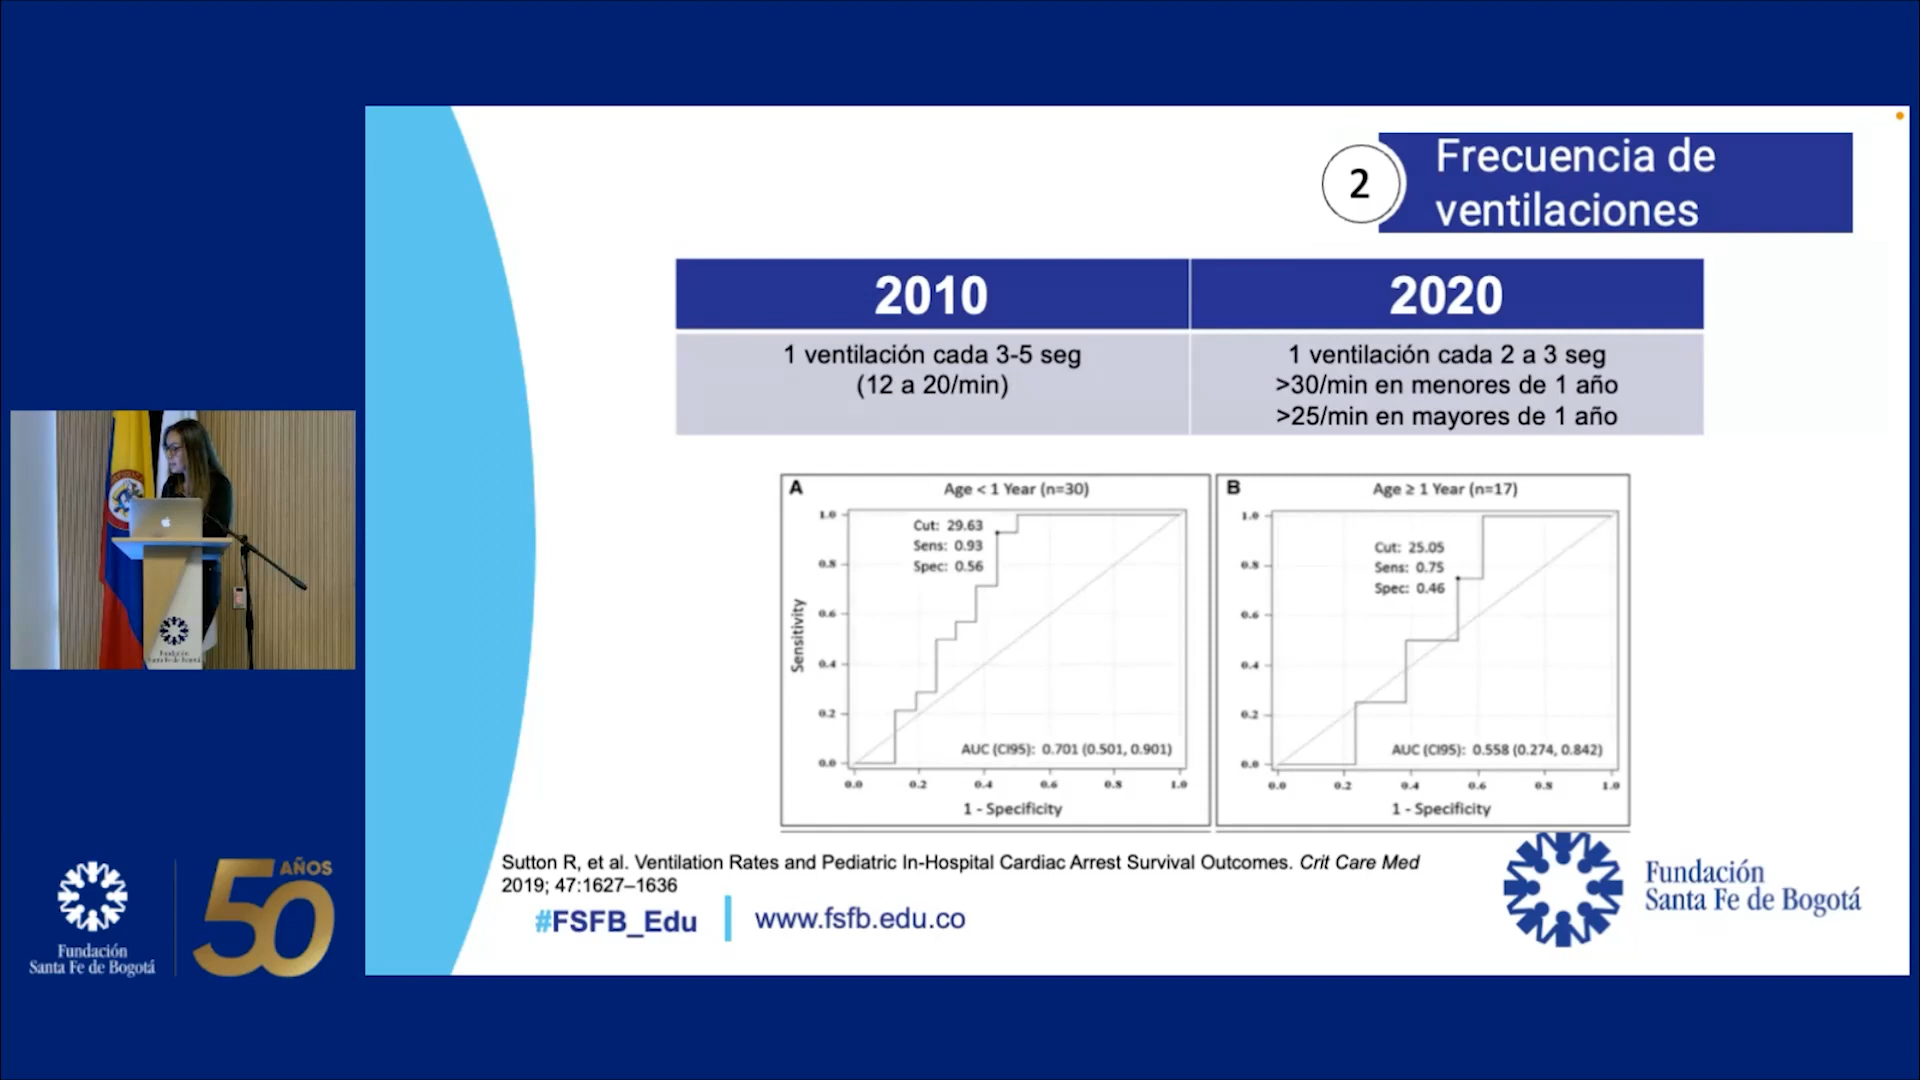 2
Frecuencia de
ventilaciones
2010
2020
1 ventilación cada 3-5 seg
(12 a 20/min)
1 ventilación cada 2 a 3 seg
>30/min en menores de 1 año
>25/min en mayores de 1 año
A
Age < 1 Year (n=30)
Cut: 29.63
Sens: 0.93
Spec: 0.56
1.0
0.8
0.6
0.4
0.2
0.0
Sensitivity
AUC (CI95): 0.701 (0.501, 0.901)
0.0 0.2 0.4 0.6 0.8 1.0
1 - Specificity
B
Age ≥ 1 Year (n=17)
Cut: 25.05
Sens: 0.75
Spec: 0.46
1.0
0.8
0.6
0.4
0.2
0.0
AUC (CI95): 0.558 (0.274, 0.842)
0.0 0.2 0.4 0.6 0.8 1.0
1 - Specificity
Sutton R, et al. Ventilation Rates and Pediatric In-Hospital Cardiac Arrest Survival Outcomes. Crit Care Med
2019; 47:1627–1636
#FSFB_Edu
www.fsfb.edu.co
Fundación
Santa Fe de Bogotá
Fundación
Santa Fe de Bogotá
50 AÑOS
Fundación
Santa Fe de Bogotá